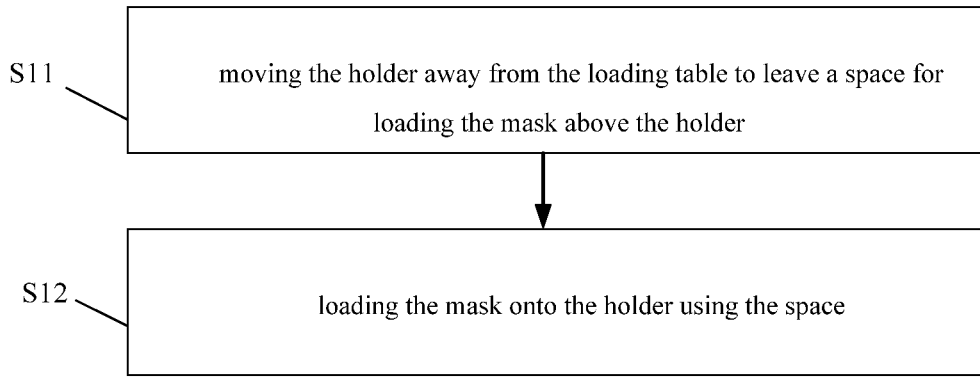 S11
moving the holder away from the loading table to leave a space for
loading the mask above the holder
S12
loading the mask onto the holder using the space